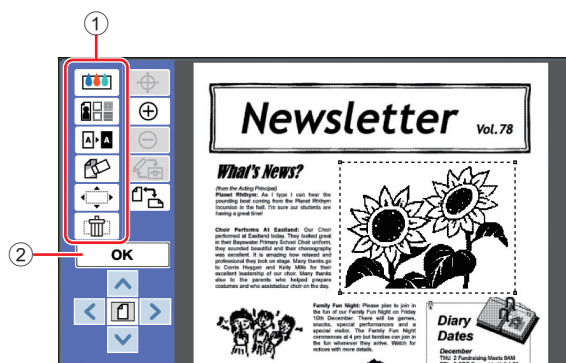 1
A A
2
OK
Newsletter Vol. 78
What's News?
(from the Acting Principal)
Planet Rhthym: As I type I can hear the
pounding beat coming from the Planet Rhthym
Incursion in the hall. I'm sure our students are
having a great time!
Choir Performs At Eastland: Our Choir
performed at Eastland today. They looked great
in their Bayswater Primary School Choir uniform,
they sounded beautiful and their choreography
was excellent. It is amazing how relaxed and
professional they look on stage. Many thanks go
to Corrie Huygen and Kelly Mills for their
excellent leadership of our choir. Many thanks
also to the parents who helped prepare
costumes and who assistedour choir on the day.
Family Fun Night: Please plan to join in
the fun of our Family Fun Night on Friday
10th December. There will be games,
snacks, special performances and a
special visitor. The Family Fun Night
commences at 4 pm but families can join in
the fun whenever they arrive. Watch for
notices with more details.
Diary
Dates
December
THU 2 Fundraising Meets 9AM